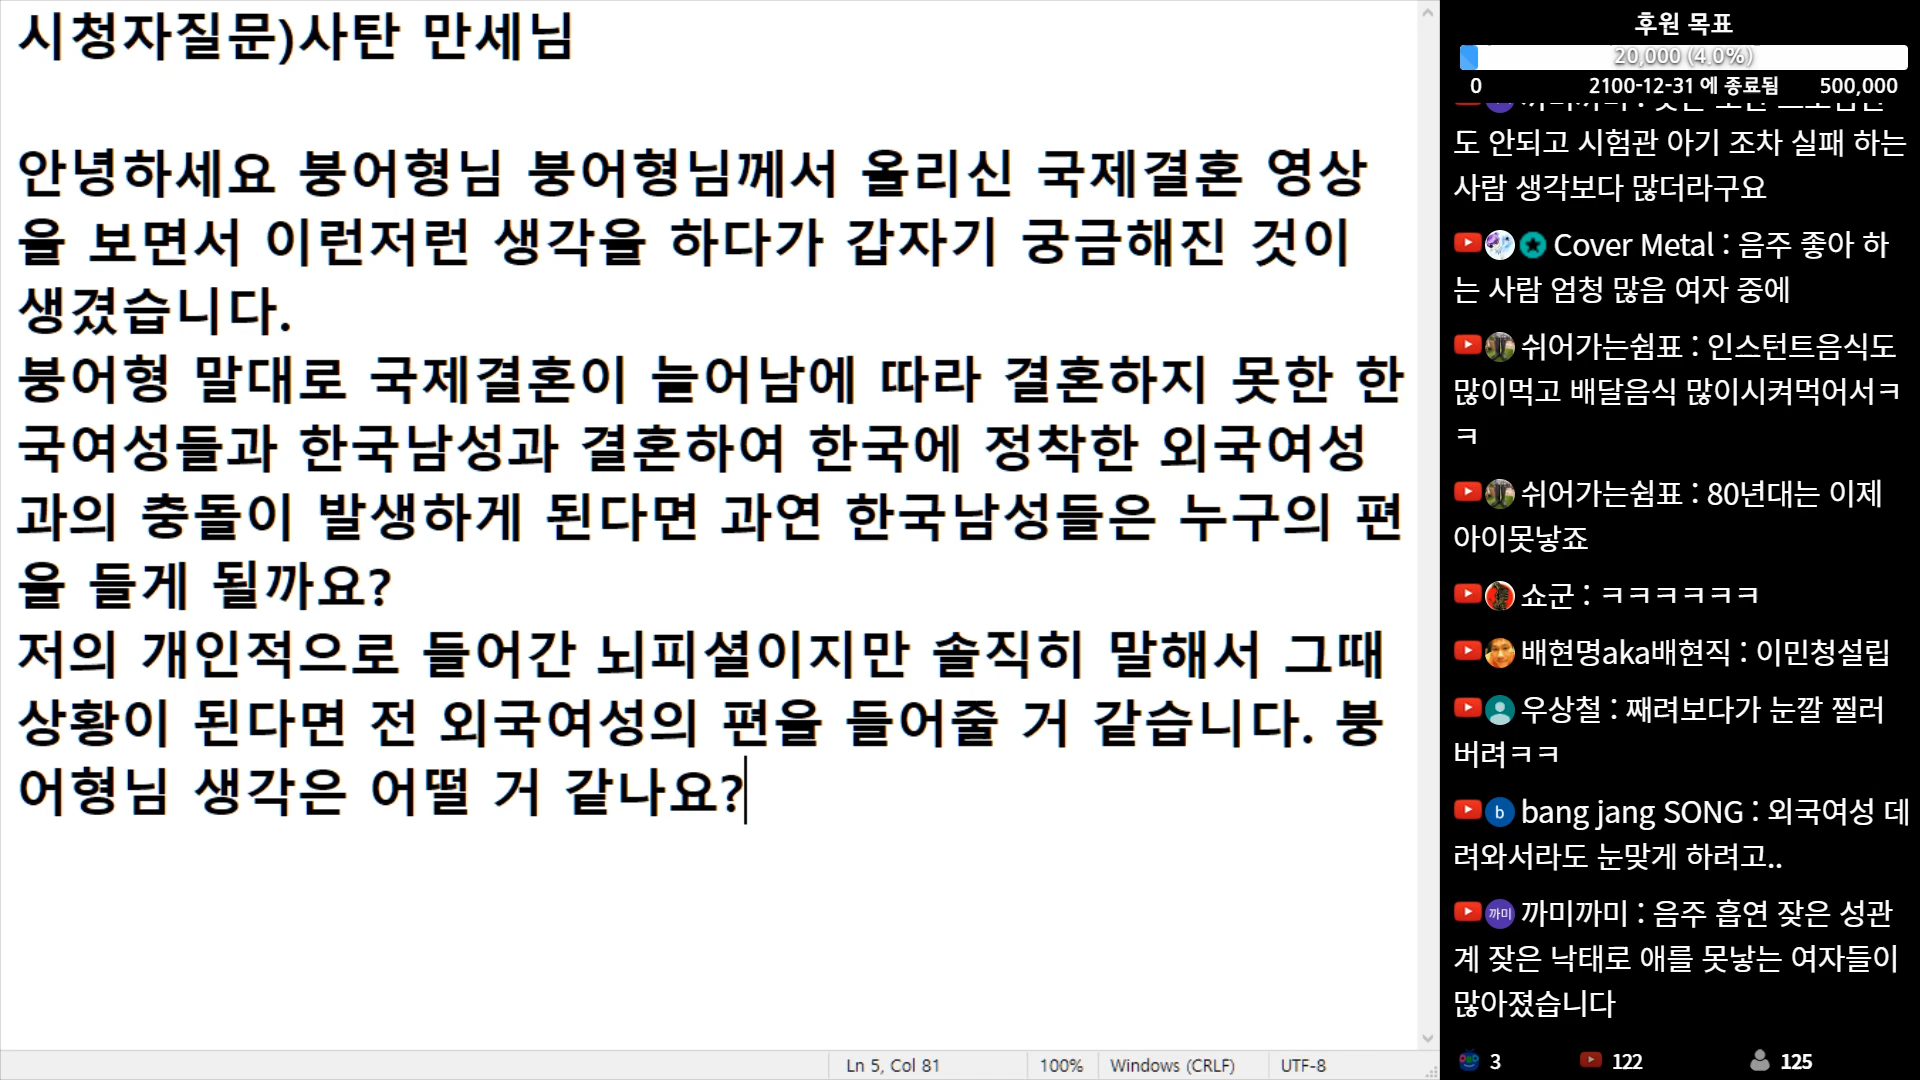 시청자질문)사탄 만세님
안녕하세요 붕어형님 붕어형님께서 올리신 국제결혼 영상
을 보면서 이런저런 생각을 하다가 갑자기 궁금해진 것이
생겼습니다.
붕어형 말대로 국제결혼이 늘어남에 따라 결혼하지 못한 한
국여성들과 한국남성과 결혼하여 한국에 정착한 외국여성
과의 충돌이 발생하게 된다면 과연 한국남성들은 누구의 편
을 들게 될까요?
저의 개인적으로 들어간 뇌피셜이지만 솔직히 말해서 그때
상황이 된다면 전 외국여성의 편을 들어줄 거 같습니다. 붕
어형님 생각은 어떨 거 같나요?
Ln 5, Col 81
100%
Windows (CRLF)
UTF-8
후원 목표
20,000 (4.0%)
0 2100-12-31 에 종료됨 500,000
도 안되고 시험관 아기 조차 실패 하는
사람 생각보다 많더라구요
Cover Metal : 음주 좋아 하
는 사람 엄청 많음 여자 중에
쉬어가는쉼표 : 인스턴트음식도
많이먹고 배달음식 많이시켜먹어서ㅋ
ㅋ
쉬어가는쉼표 : 80년대는 이제
아이못낳죠
쇼군 : ㅋㅋㅋㅋㅋㅋ
배현명aka배현직 : 이민청설립
우상철 : 째려보다가 눈깔 찔러
버려ㅋㅋ
b bang jang SONG : 외국여성 데
려와서라도 눈맞게 하려고..
까미 까미까미 : 음주 흡연 잦은 성관
계 잦은 낙태로 애를 못낳는 여자들이
많아졌습니다
3 122 125